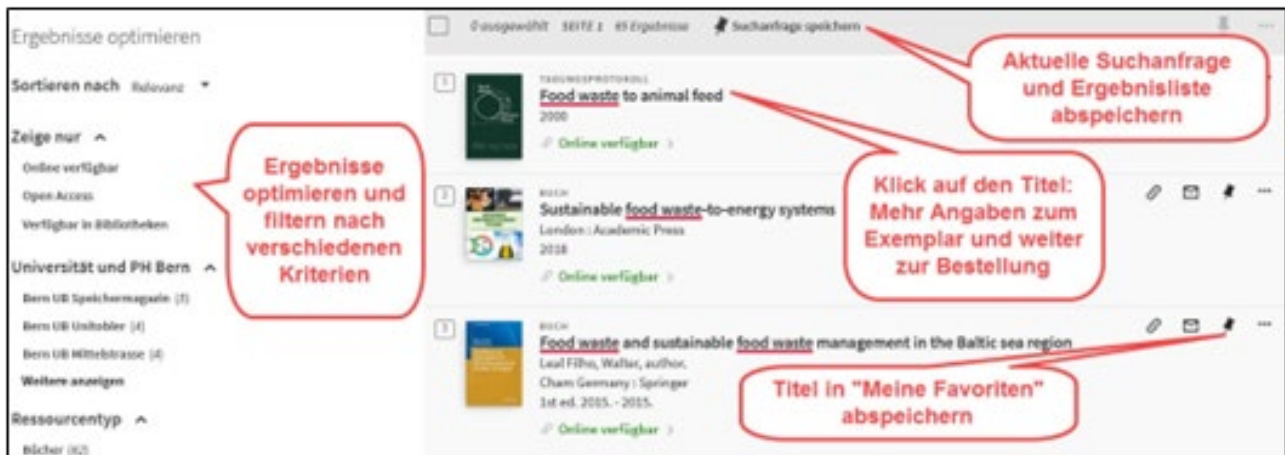 Ergebnisse optimieren
Sortieren nach Relevanz
Zeige nur
Online verfügbar
Open Access
Verfügbar in Bibliotheken
Universität und PH Bern
Bern UB Speichermagazin (5)
Bern UB Unitobler (4)
Bern UB Mittelstrasse (4)
Weitere anzeigen
Ressourcentyp
Bücher (62)
Ergebnisse
optimieren und
filtern nach
verschiedenen
Kriterien
0 ausgewählt SEITE 1 65 Ergebnisse Suchanfrage speichern
Aktuelle Suchanfrage
und Ergebnisliste
abspeichern
1
TAGUNGSPROTOKOLL
Food waste to animal feed
2000
Online verfügbar
Klick auf den Titel:
Mehr Angaben zum
Exemplar und weiter
zur Bestellung
2
BUCH
Sustainable food waste-to-energy systems
London : Academic Press
2018
Online verfügbar
3
BUCH
Food waste and sustainable food waste management in the Baltic sea region
Leal Filho, Walter, author.
Cham Germany : Springer
1st ed. 2015. - 2015.
Online verfügbar
Titel in "Meine Favoriten"
abspeichern